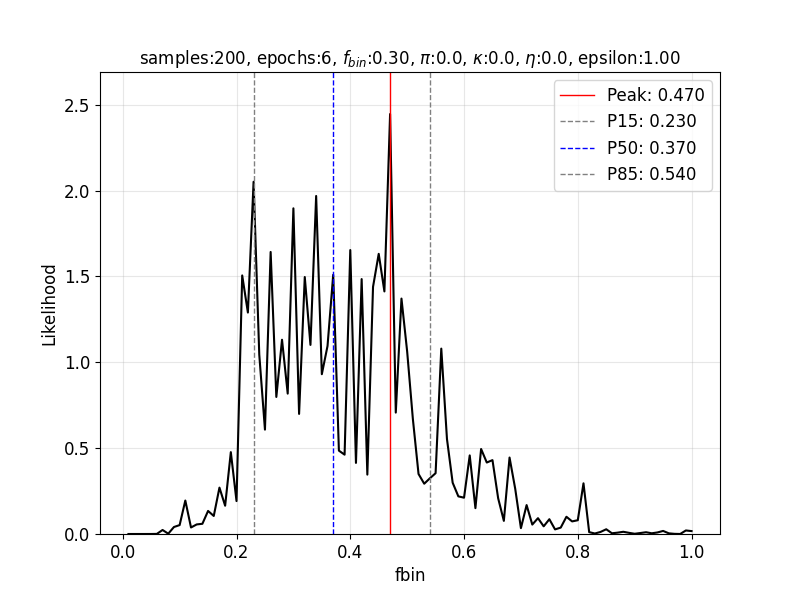 samples:200, epochs:6, f_bin:0.30, π:0.0, κ:0.0, η:0.0, epsilon:1.00
Peak: 0.470
P15: 0.230
P50: 0.370
P85: 0.540
2.5
2.0
1.5
1.0
0.5
0.0
Likelihood
0.0 0.2 0.4 0.6 0.8 1.0
fbin